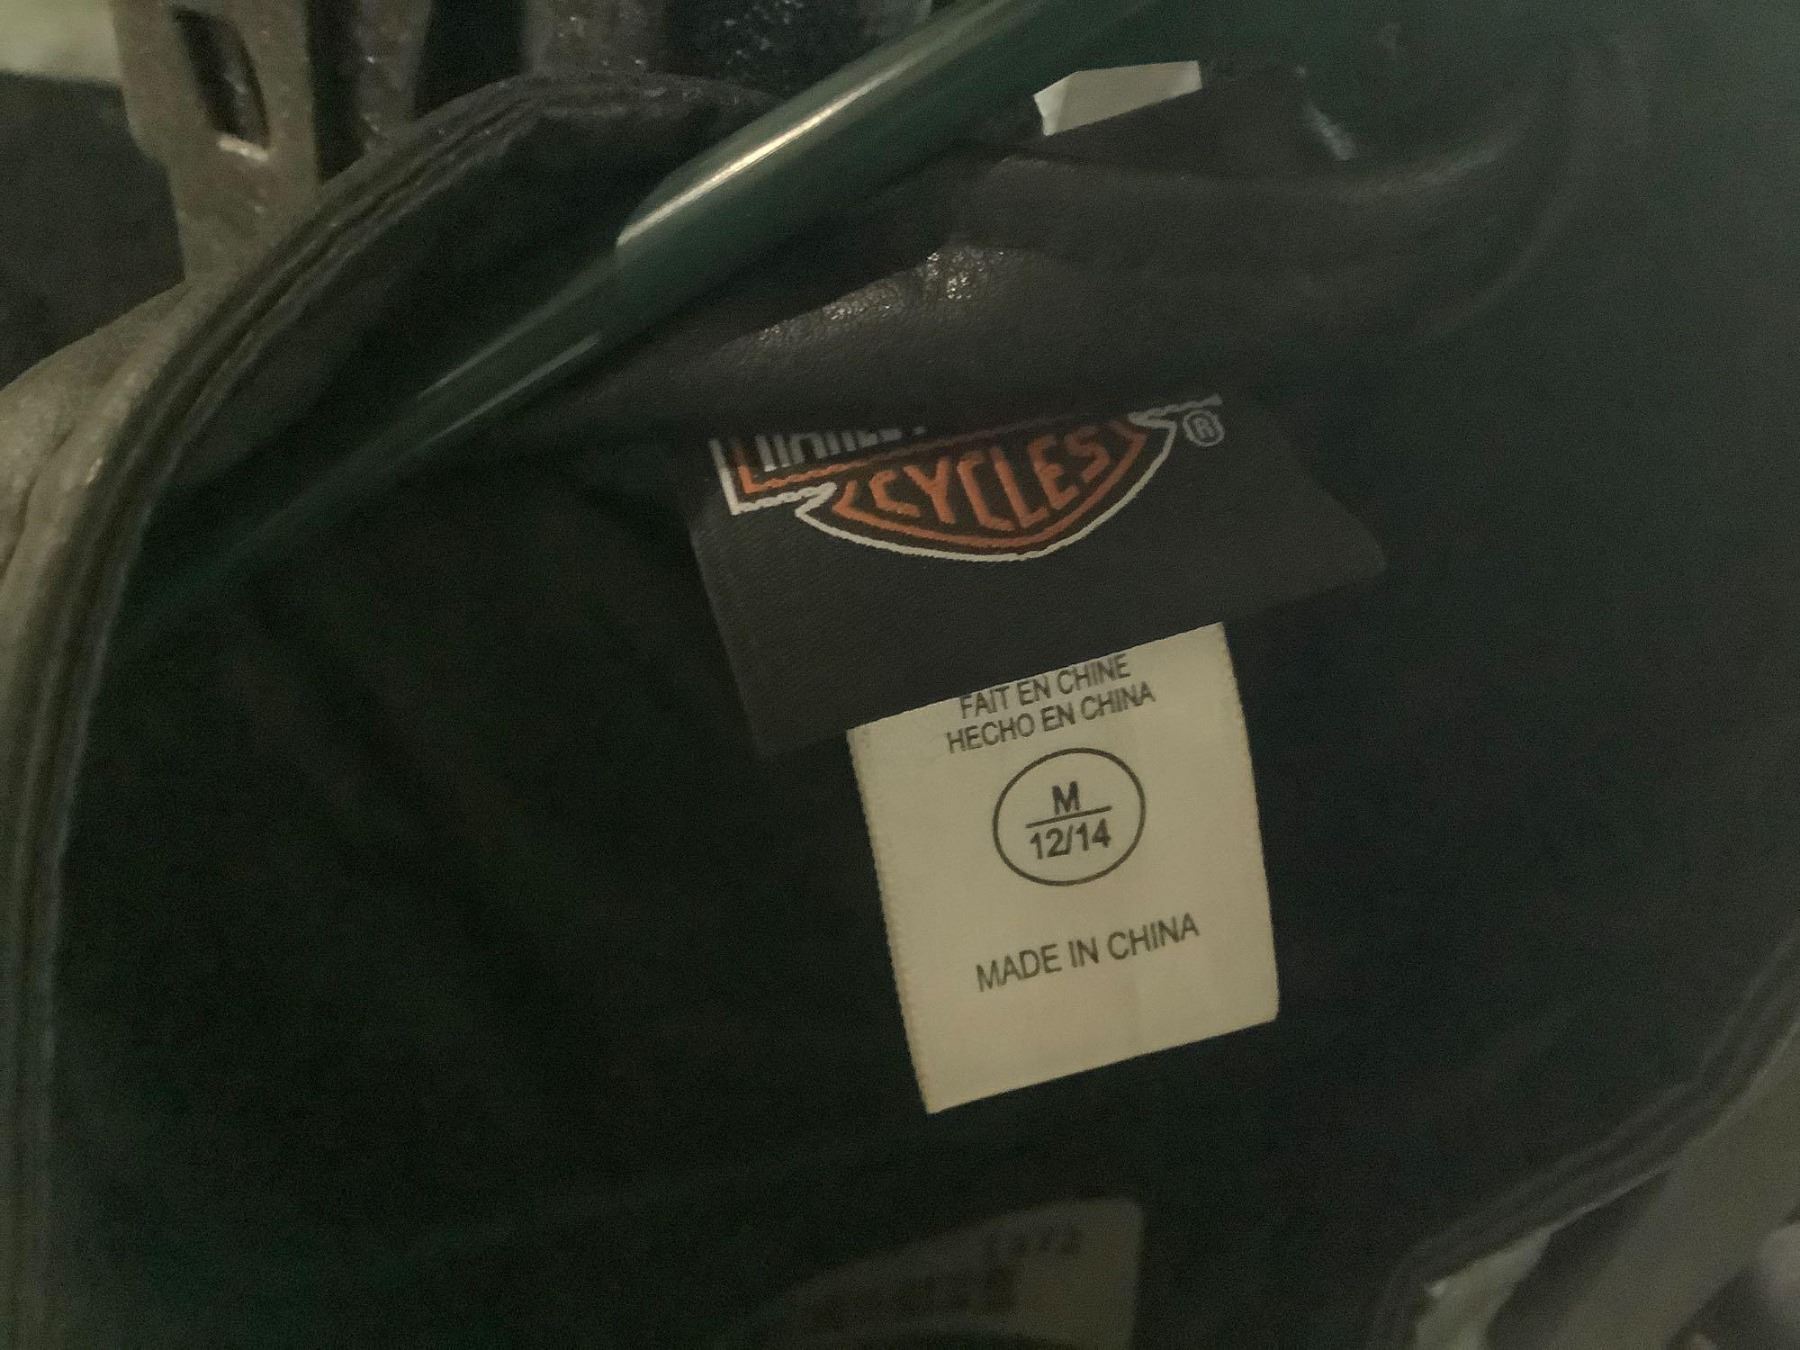 CYCLES ®
FAIT EN CHINE
HECHO EN CHINA
M
12/14
MADE IN CHINA